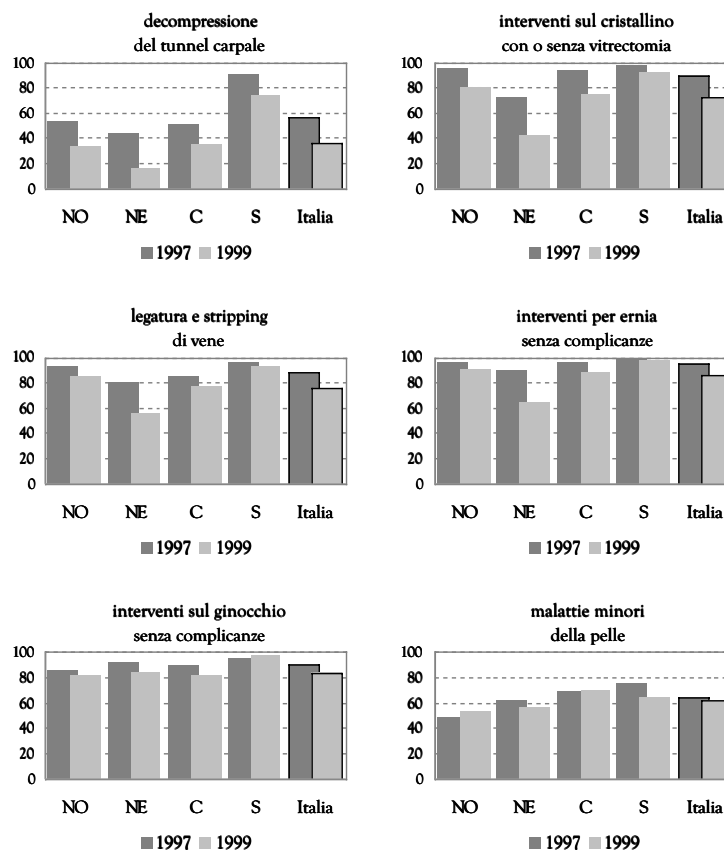 decompressione
del tunnel carpale
100
80
60
40
20
0
NO NE C S Italia
1997 1999
interventi sul cristallino
con o senza vitrectomia
100
80
60
40
20
0
NO NE C S Italia
1997 1999
legatura e stripping
di vene
100
80
60
40
20
0
NO NE C S Italia
1997 1999
interventi per ernia
senza complicanze
100
80
60
40
20
0
NO NE C S Italia
1997 1999
interventi sul ginocchio
senza complicanze
100
80
60
40
20
0
NO NE C S Italia
1997 1999
malattie minori
della pelle
100
80
60
40
20
0
NO NE C S Italia
1997 1999